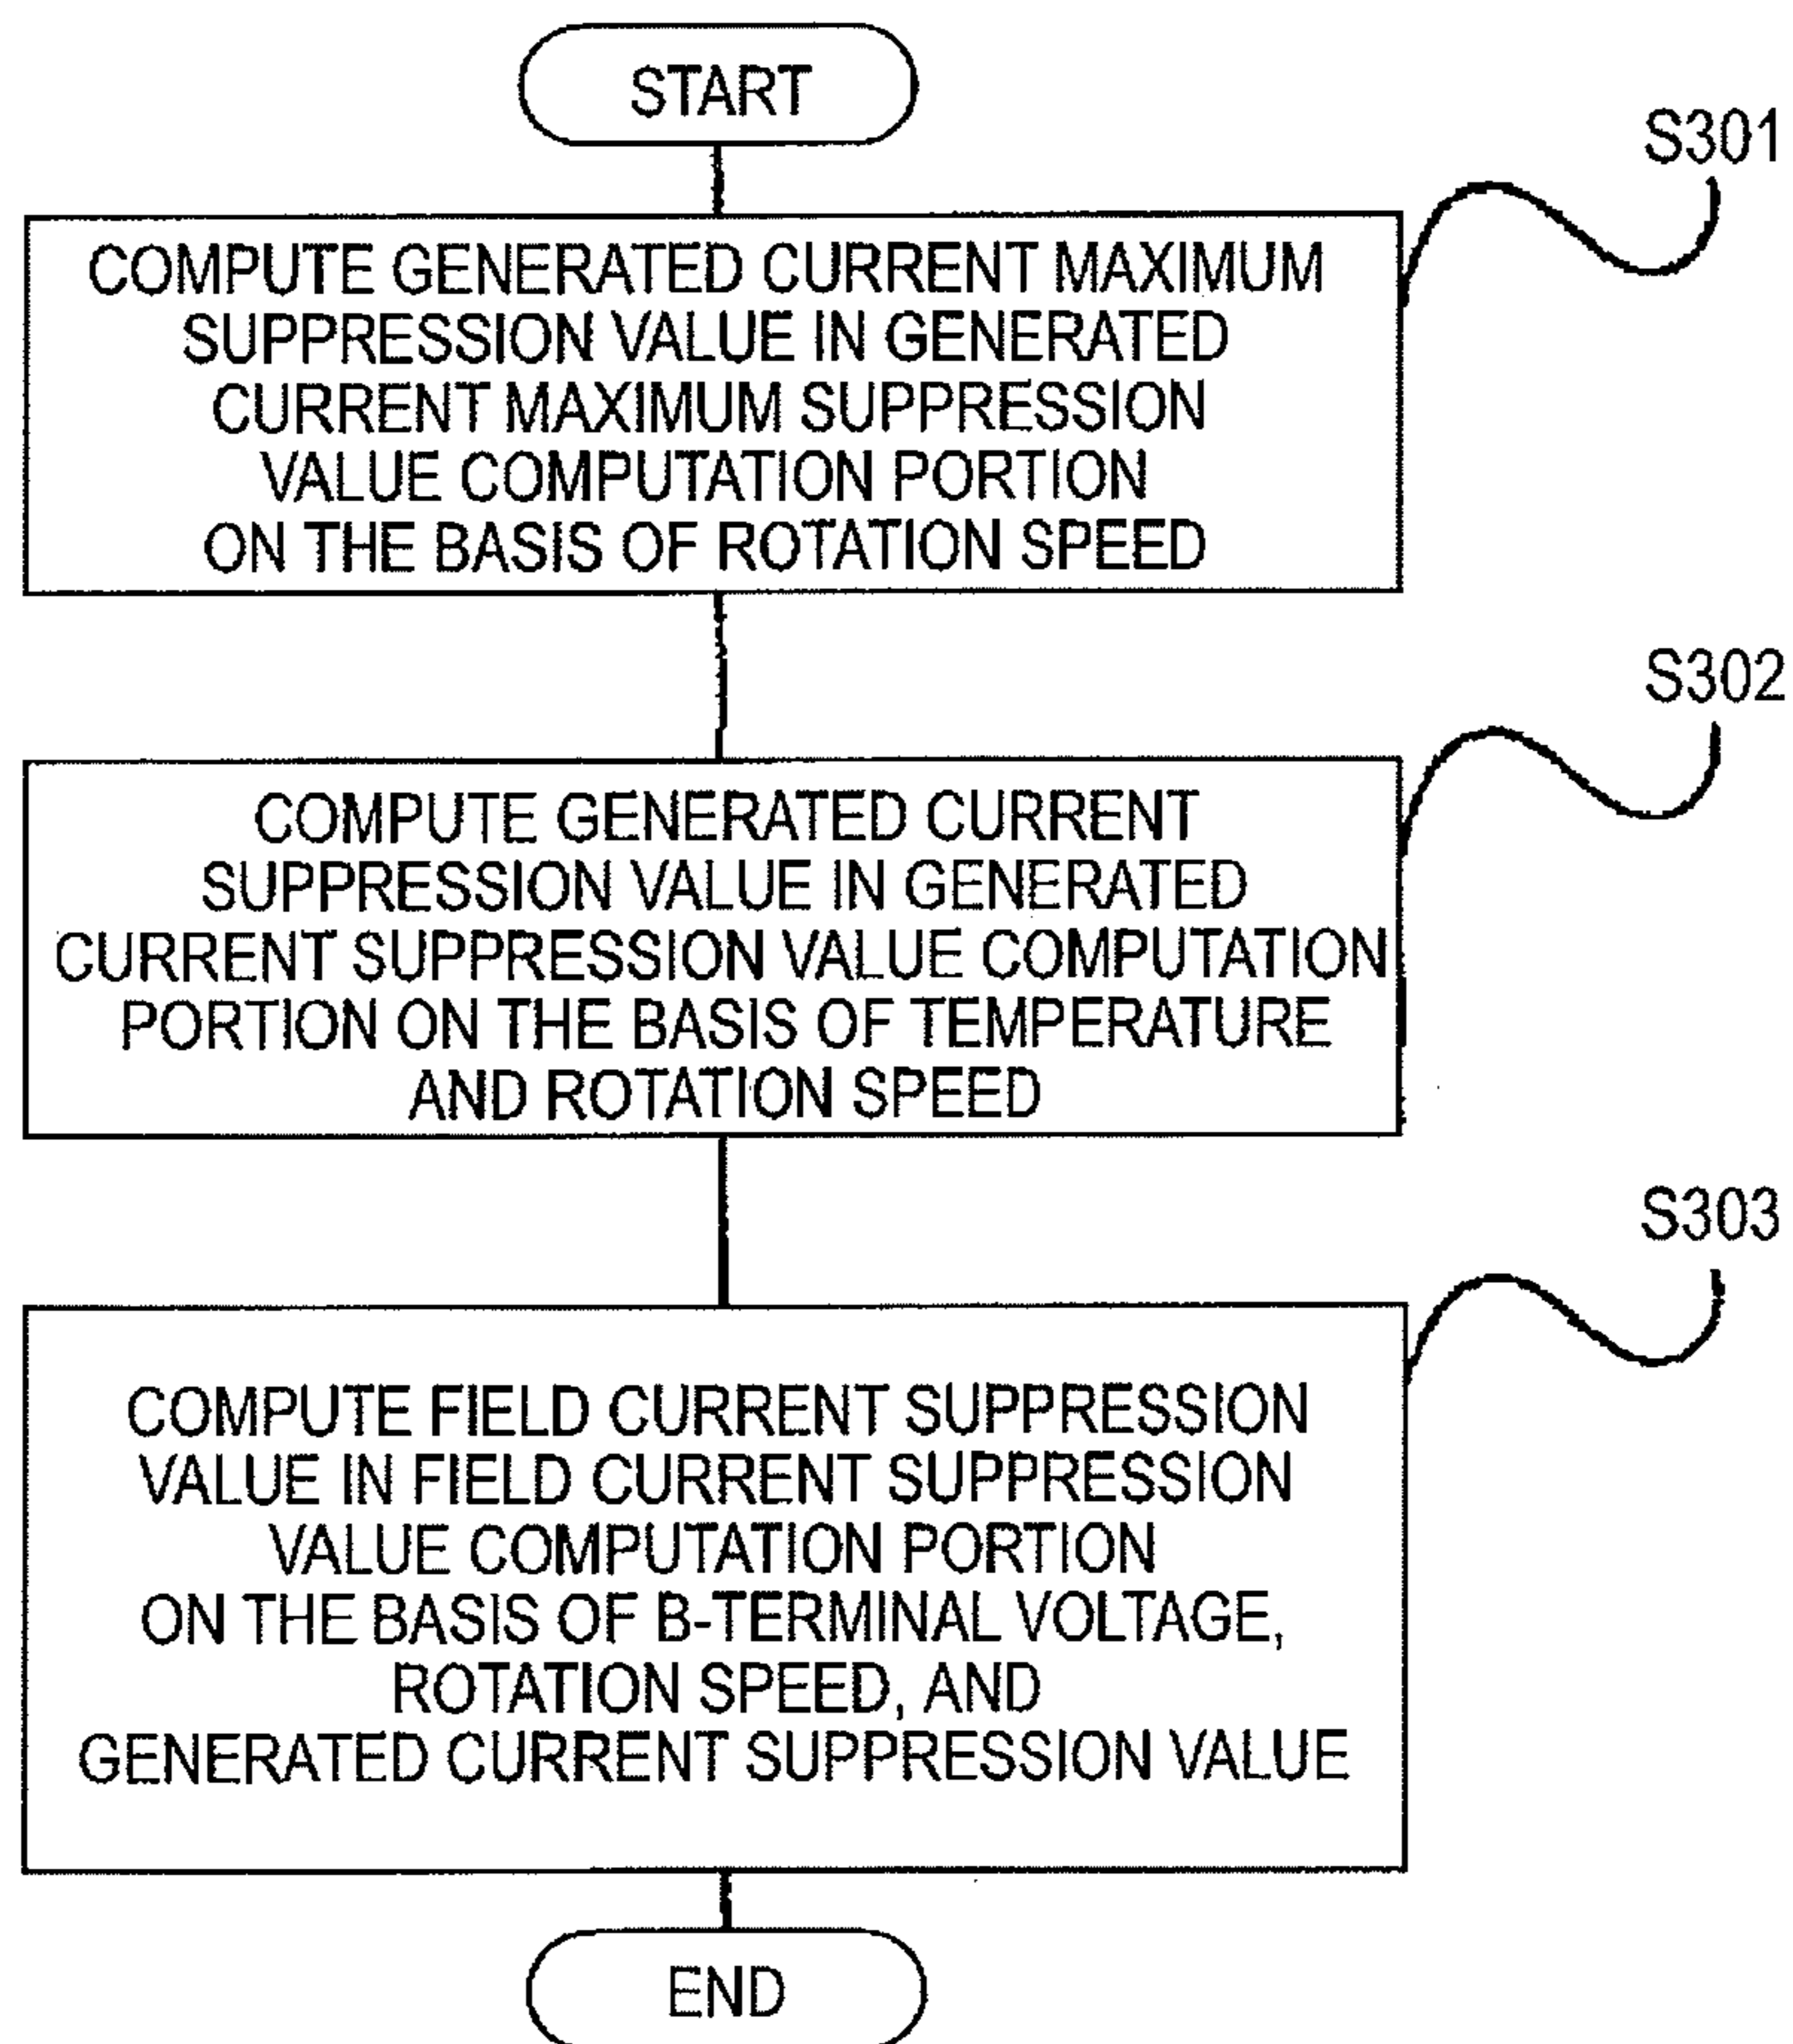 START
S301
COMPUTE GENERATED CURRENT MAXIMUM
SUPPRESSION VALUE IN GENERATED
CURRENT MAXIMUM SUPPRESSION
VALUE COMPUTATION PORTION
ON THE BASIS OF ROTATION SPEED
S302
COMPUTE GENERATED CURRENT
SUPPRESSION VALUE IN GENERATED
CURRENT SUPPRESSION VALUE COMPUTATION
PORTION ON THE BASIS OF TEMPERATURE
AND ROTATION SPEED
S303
COMPUTE FIELD CURRENT SUPPRESSION
VALUE IN FIELD CURRENT SUPPRESSION
VALUE COMPUTATION PORTION
ON THE BASIS OF B-TERMINAL VOLTAGE,
ROTATION SPEED, AND
GENERATED CURRENT SUPPRESSION VALUE
END